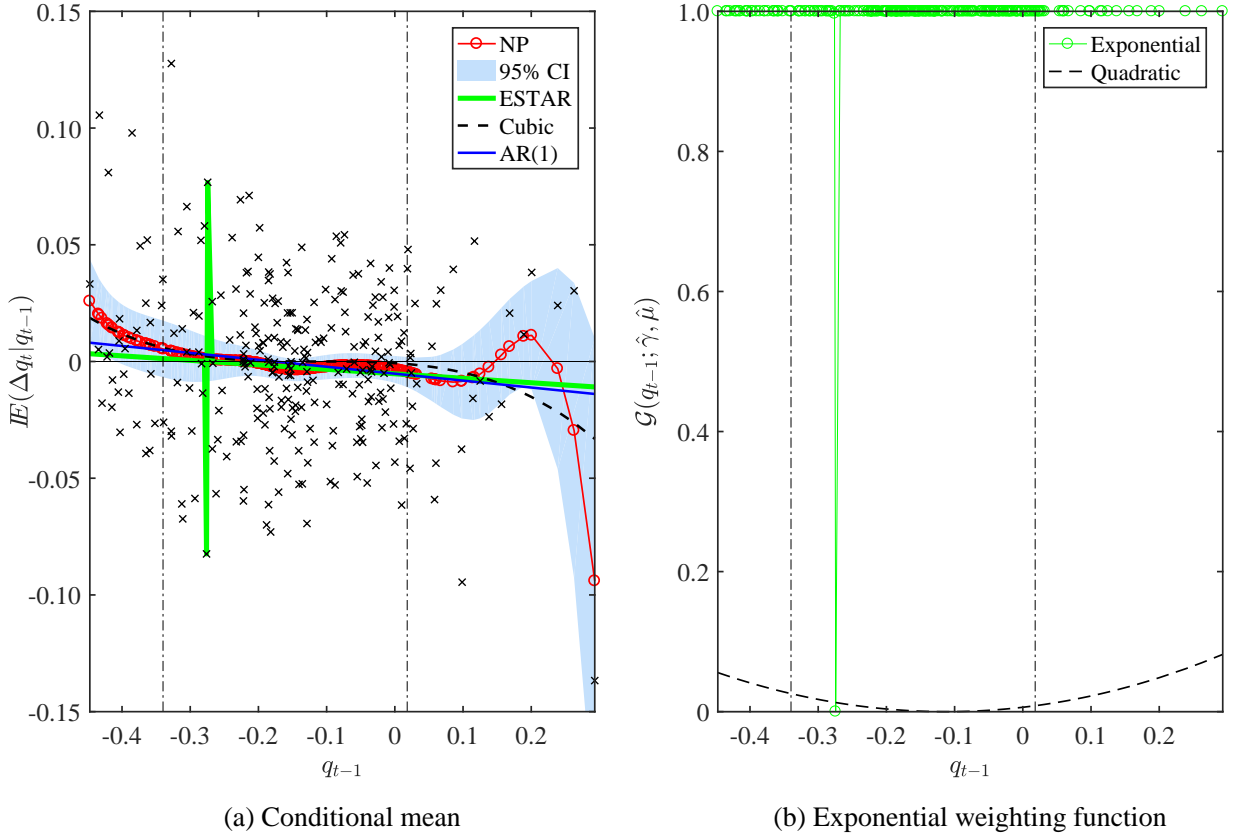 0.15
0.10
0.05
0
-0.05
-0.10
-0.15
-0.4 -0.3 -0.2 -0.1 0 0.1 0.2
IE(Δq_t|q_{t−1})
q_{t−1}
NP
95% CI
ESTAR
Cubic
AR(1)
(a) Conditional mean
1.0
0.8
0.6
0.4
0.2
0
-0.4 -0.3 -0.2 -0.1 0 0.1 0.2
G(q_{t−1}; γ̂, μ̂)
q_{t−1}
Exponential
Quadratic
(b) Exponential weighting function